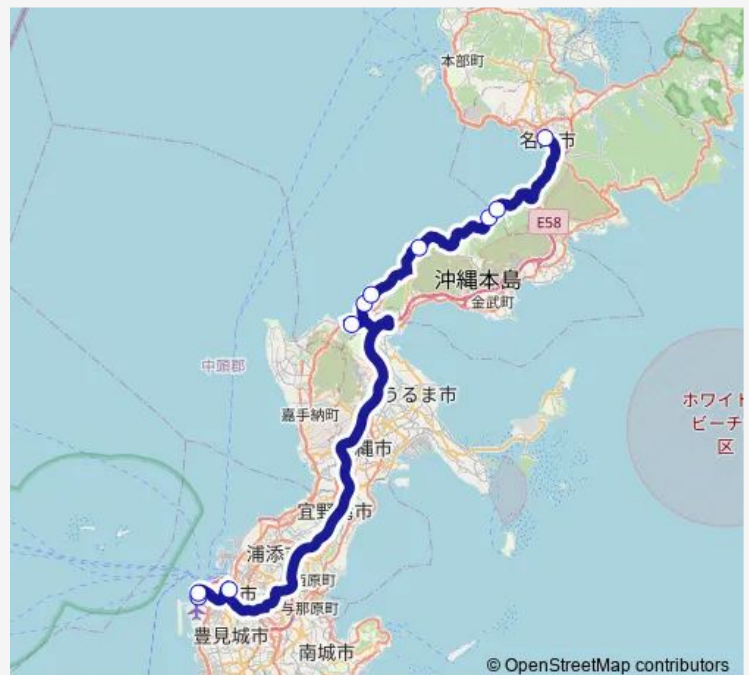 本部町
名
市
E58
沖縄本島
金武町
中頭郡
うるま市
嘉手納町
縄市
ホワイト
ビーチ
区
宜野
市
浦添
西原町
市
与那原町
豊見城市
南城市
© OpenStreetMap contributors